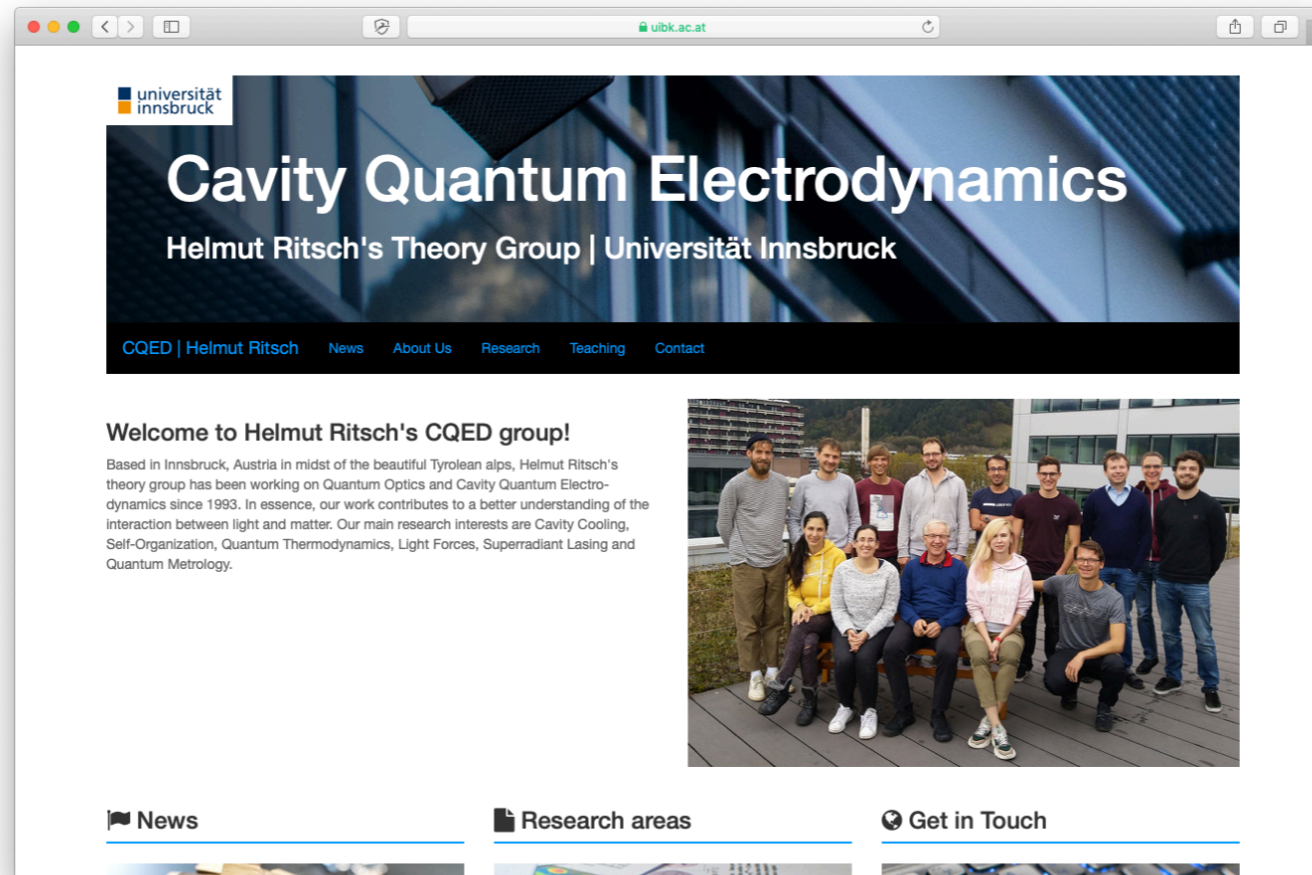 uibk.ac.at
universität
innsbruck
Cavity Quantum Electrodynamics
Helmut Ritsch's Theory Group | Universität Innsbruck
CQED | Helmut Ritsch News About Us Research Teaching Contact
Welcome to Helmut Ritsch's CQED group!
Based in Innsbruck, Austria in midst of the beautiful Tyrolean alps, Helmut Ritsch's
theory group has been working on Quantum Optics and Cavity Quantum Electro-
dynamics since 1993. In essence, our work contributes to a better understanding of the
interaction between light and matter. Our main research interests are Cavity Cooling,
Self-Organization, Quantum Thermodynamics, Light Forces, Superradiant Lasing and
Quantum Metrology.
News
Research areas
Get in Touch